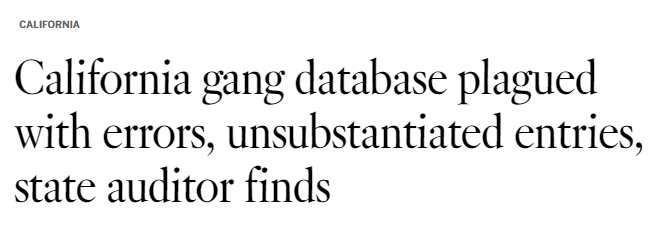 CALIFORNIA
California gang database plagued
with errors, unsubstantiated entries,
state auditor finds